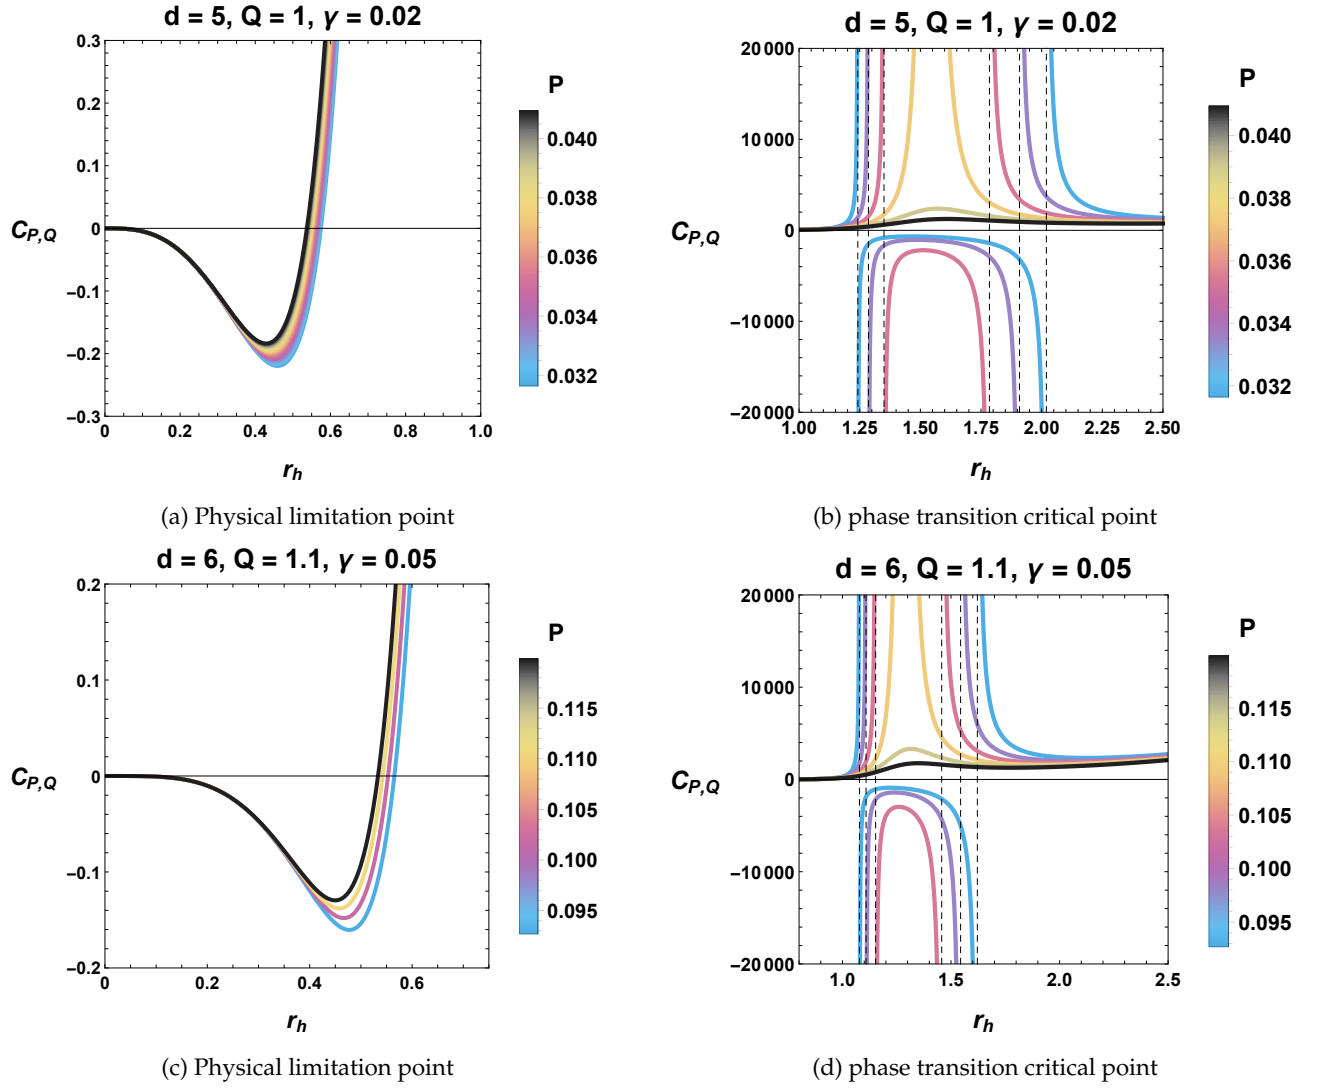 d = 5, Q = 1, γ = 0.02
0.3
0.2
0.1
0
−0.1
−0.2
−0.3
C_{P,Q}
0 0.2 0.4 0.6 0.8 1.0
r_h
P
0.040
0.038
0.036
0.034
0.032
(a) Physical limitation point
d = 5, Q = 1, γ = 0.02
20 000
10 000
0
−10 000
−20 000
C_{P,Q}
1.00 1.25 1.50 1.75 2.00 2.25 2.50
r_h
P
0.040
0.038
0.036
0.034
0.032
(b) phase transition critical point
d = 6, Q = 1.1, γ = 0.05
0.2
0.1
0
−0.1
−0.2
C_{P,Q}
0 0.2 0.4 0.6
r_h
P
0.115
0.110
0.105
0.100
0.095
(c) Physical limitation point
d = 6, Q = 1.1, γ = 0.05
20 000
10 000
0
−10 000
−20 000
C_{P,Q}
1.0 1.5 2.0 2.5
r_h
P
0.115
0.110
0.105
0.100
0.095
(d) phase transition critical point